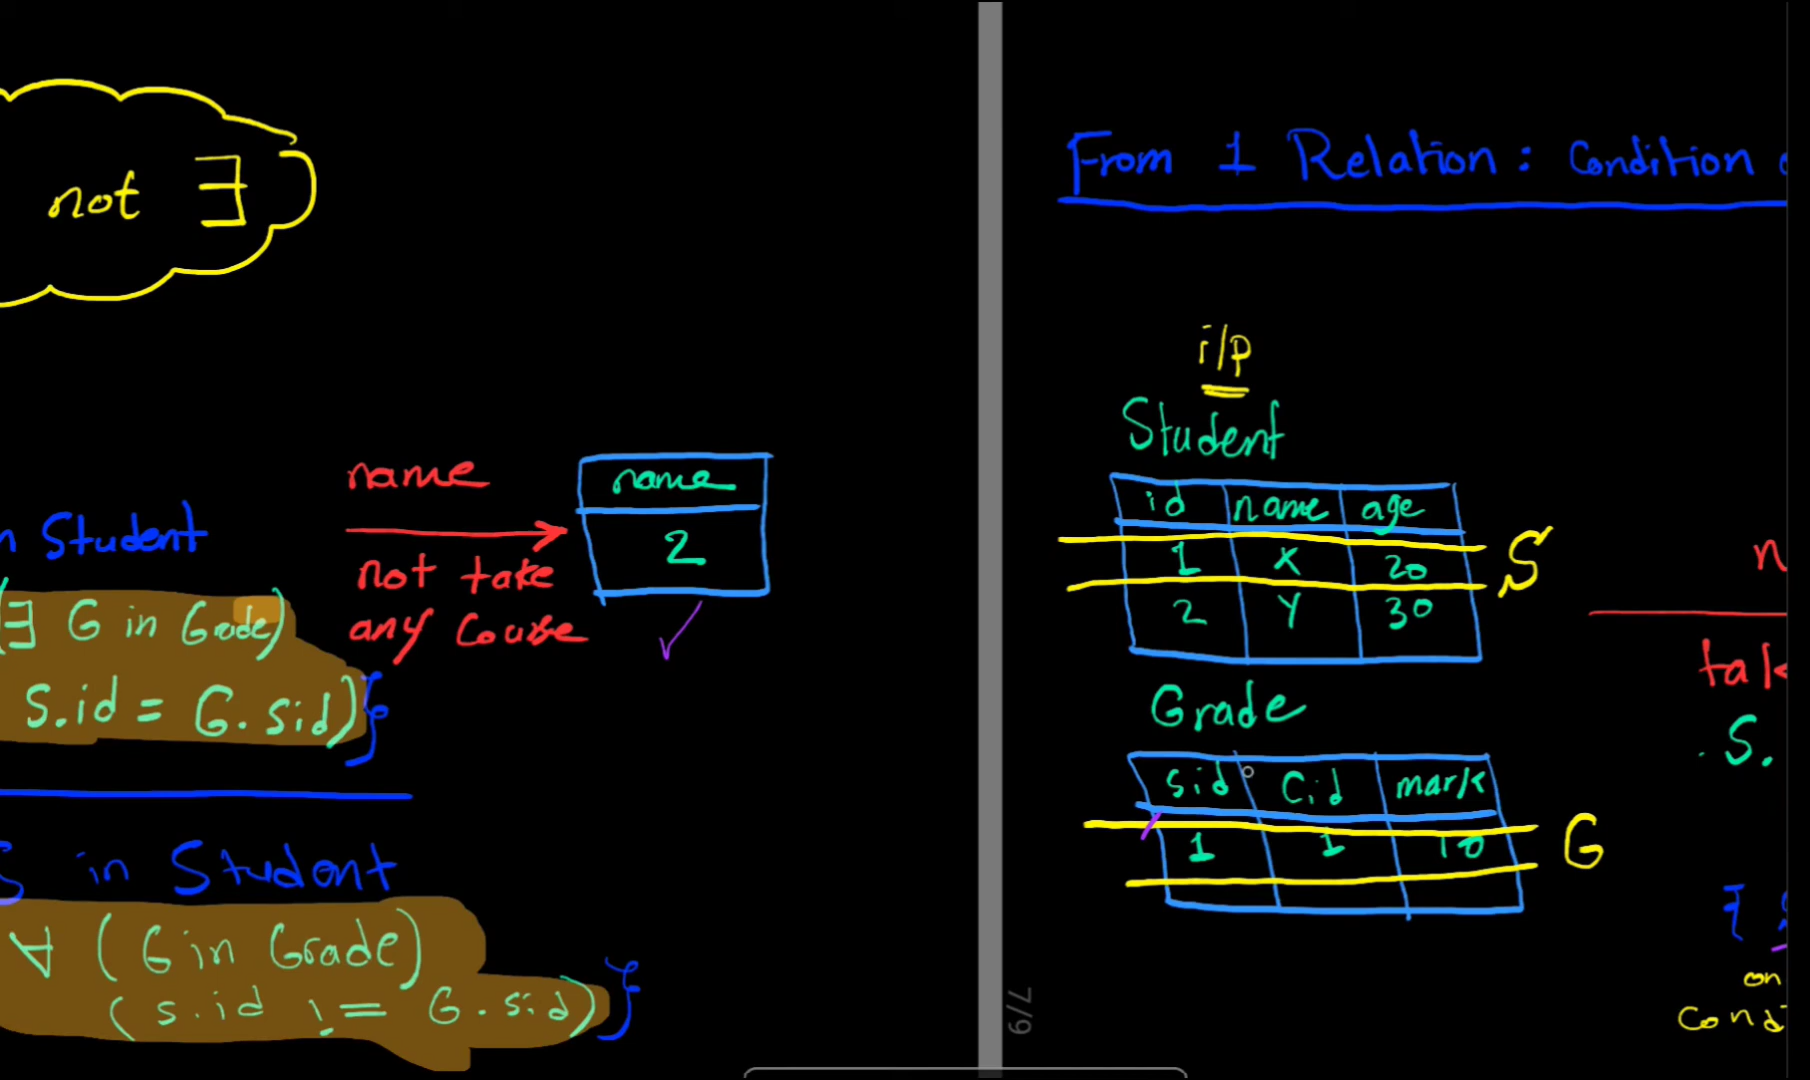 not ∃
n Student
(∃ G in Grade)
S.id = G.sid)}
name
not take
any Course
name
2
S in Student
∀ (G in Grade)
(s.id != G.sid)}
From 1 Relation : Condition
i/p
Student
id name age
1 X 20
2 Y 30
S
Grade
sid Cid mark
1 1 10
G
n
tak
S.
{
on
Cond
7/9